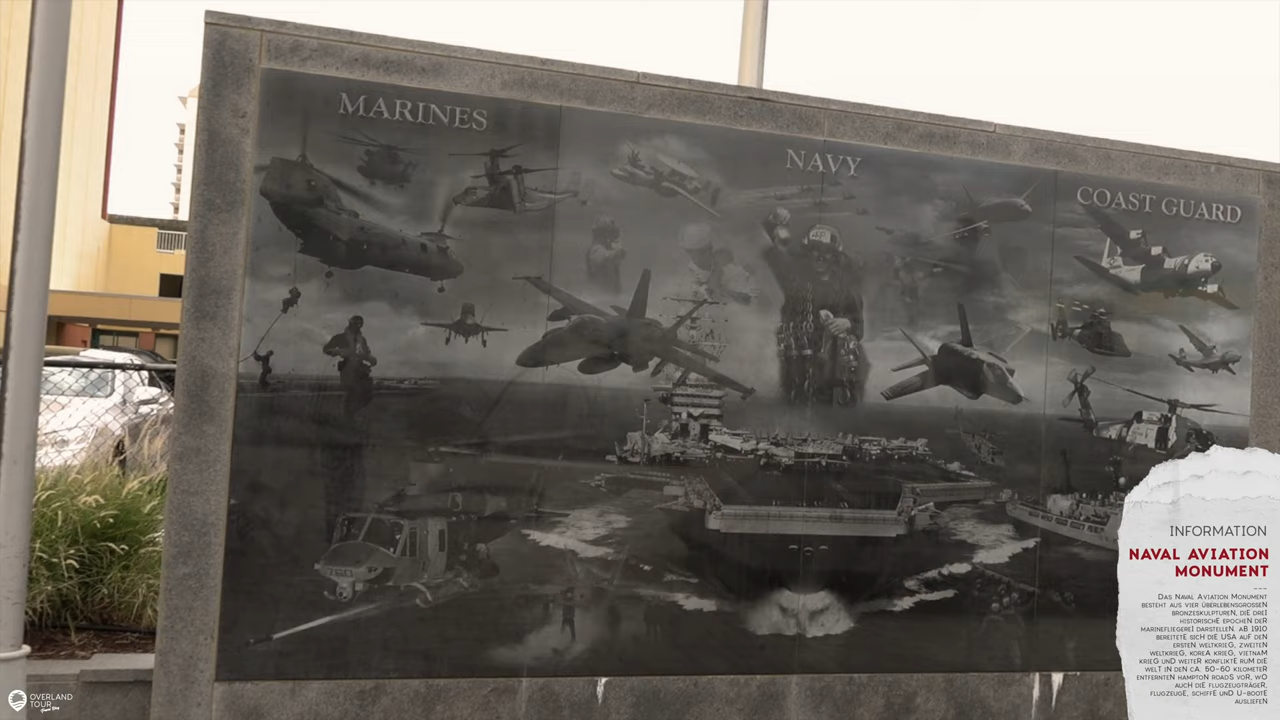 MARINES
NAVY
COAST GUARD
INFORMATION
NAVAL AVIATION
MONUMENT
---
DAS NAVAL AVIATION MONUMENT
BESTEHT AUS VIER ÜBERLEBENSGROSSEN
BRONZESKULPTUREN, DIE DREI
HISTORISCHE EPOCHEN DER
MARINEFLIEGEREI DARSTELLEN. AB 1910
BEREITETE SICH DIE USA AUF DEN
ERSTEN WELTKRIEG, ZWEITEN
WELTKRIEG, KOREA KRIEG, VIETNAM
KRIEG UND WEITER KONFLIKTE RUM DIE
WELT IN DEN CA. 50-60 KILOMETER
ENTFERNTEN HAMPTON ROADS VOR, WO
AUCH DIE FLUGZEUGTRÄGER,
FLUGZEUGE, SCHIFFE UND U-BOOTE
AUSLIEFEN
OVERLAND
TOUR